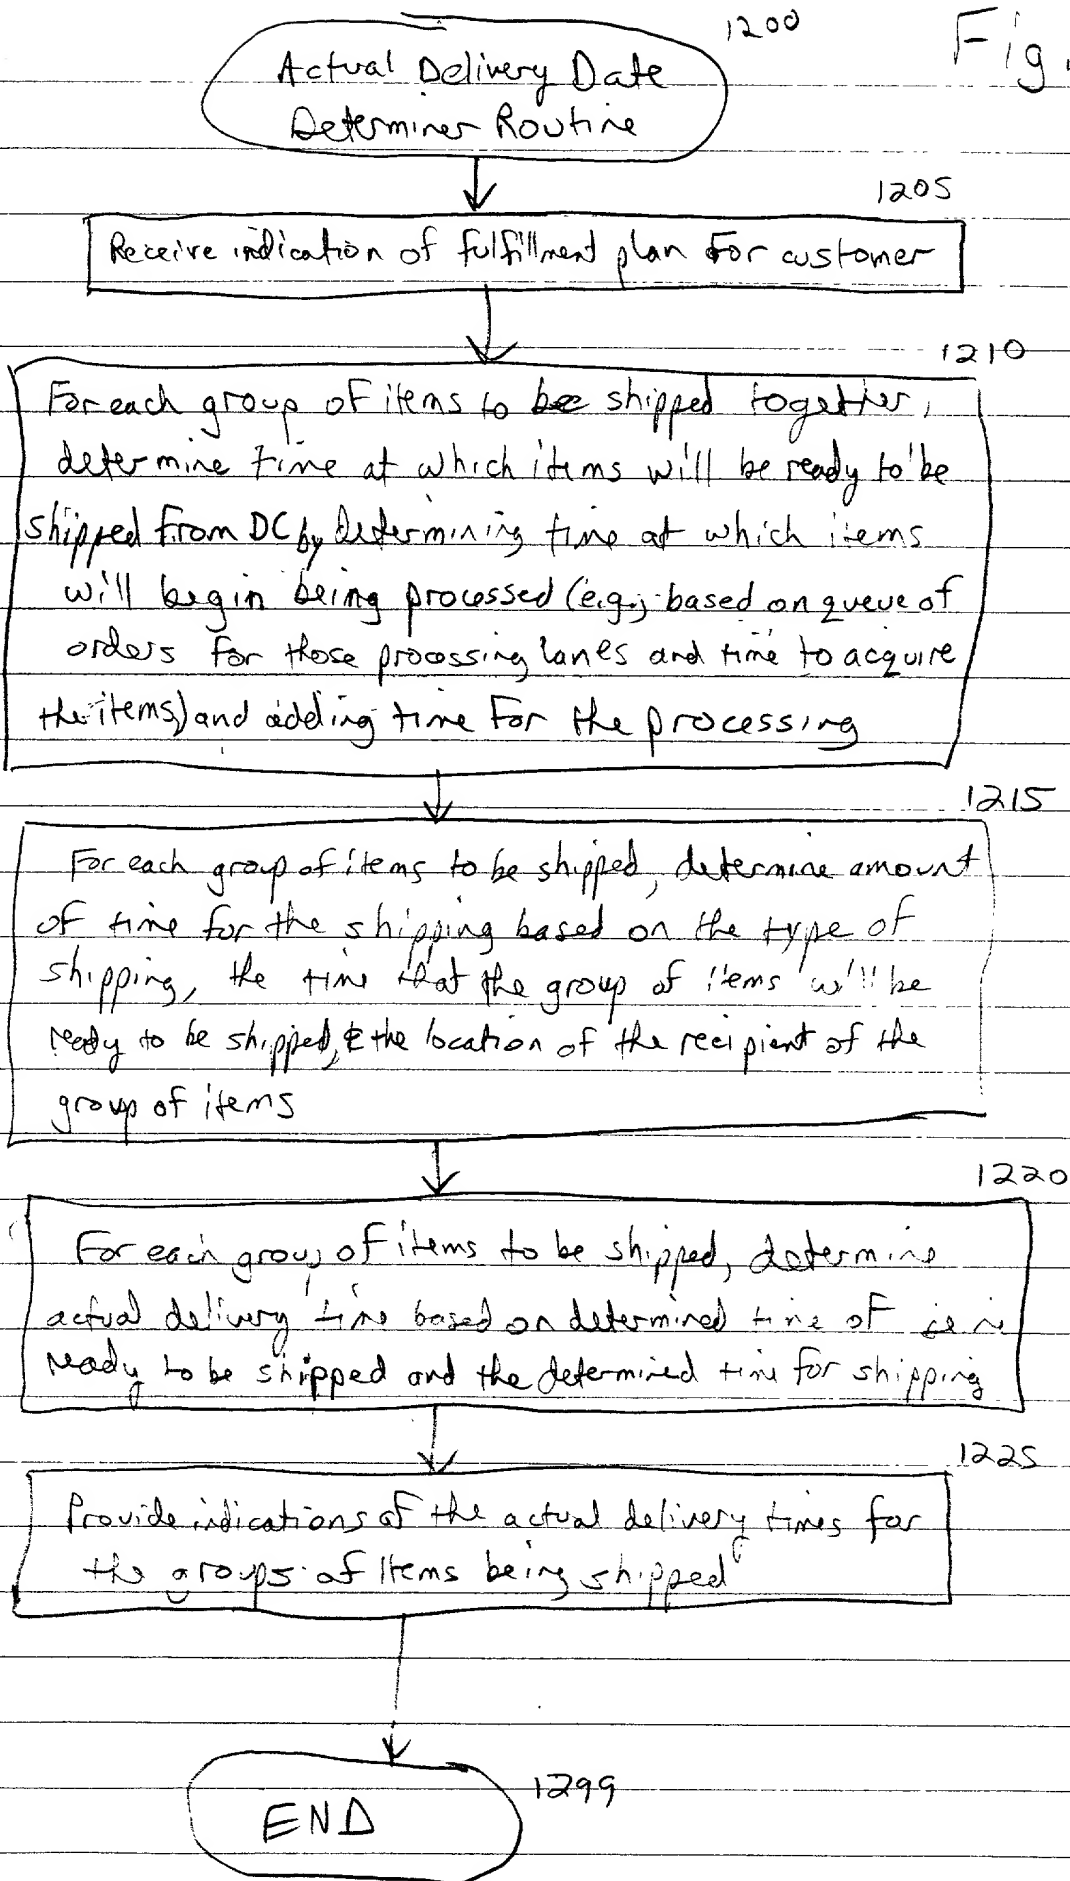 1200
Fig.
Actual Delivery Date
Determiner Routine
1205
Receive indication of fulfillment plan for customer
1210
For each group of items to be shipped together,
determine time at which items will be ready to be
shipped from DC by determining time at which items
will begin being processed (e.g., based on queue of
orders for those processing lanes and time to acquire
the items) and adding time for the processing
1215
For each group of items to be shipped, determine amount
of time for the shipping based on the type of
shipping, the time that the group of items will be
ready to be shipped, & the location of the recipient of the
group of items
1220
For each group of items to be shipped, determine
actual delivery time based on determined time of
ready to be shipped and the determined time for shipping
1225
Provide indications of the actual delivery times for
the groups of items being shipped
END
1299